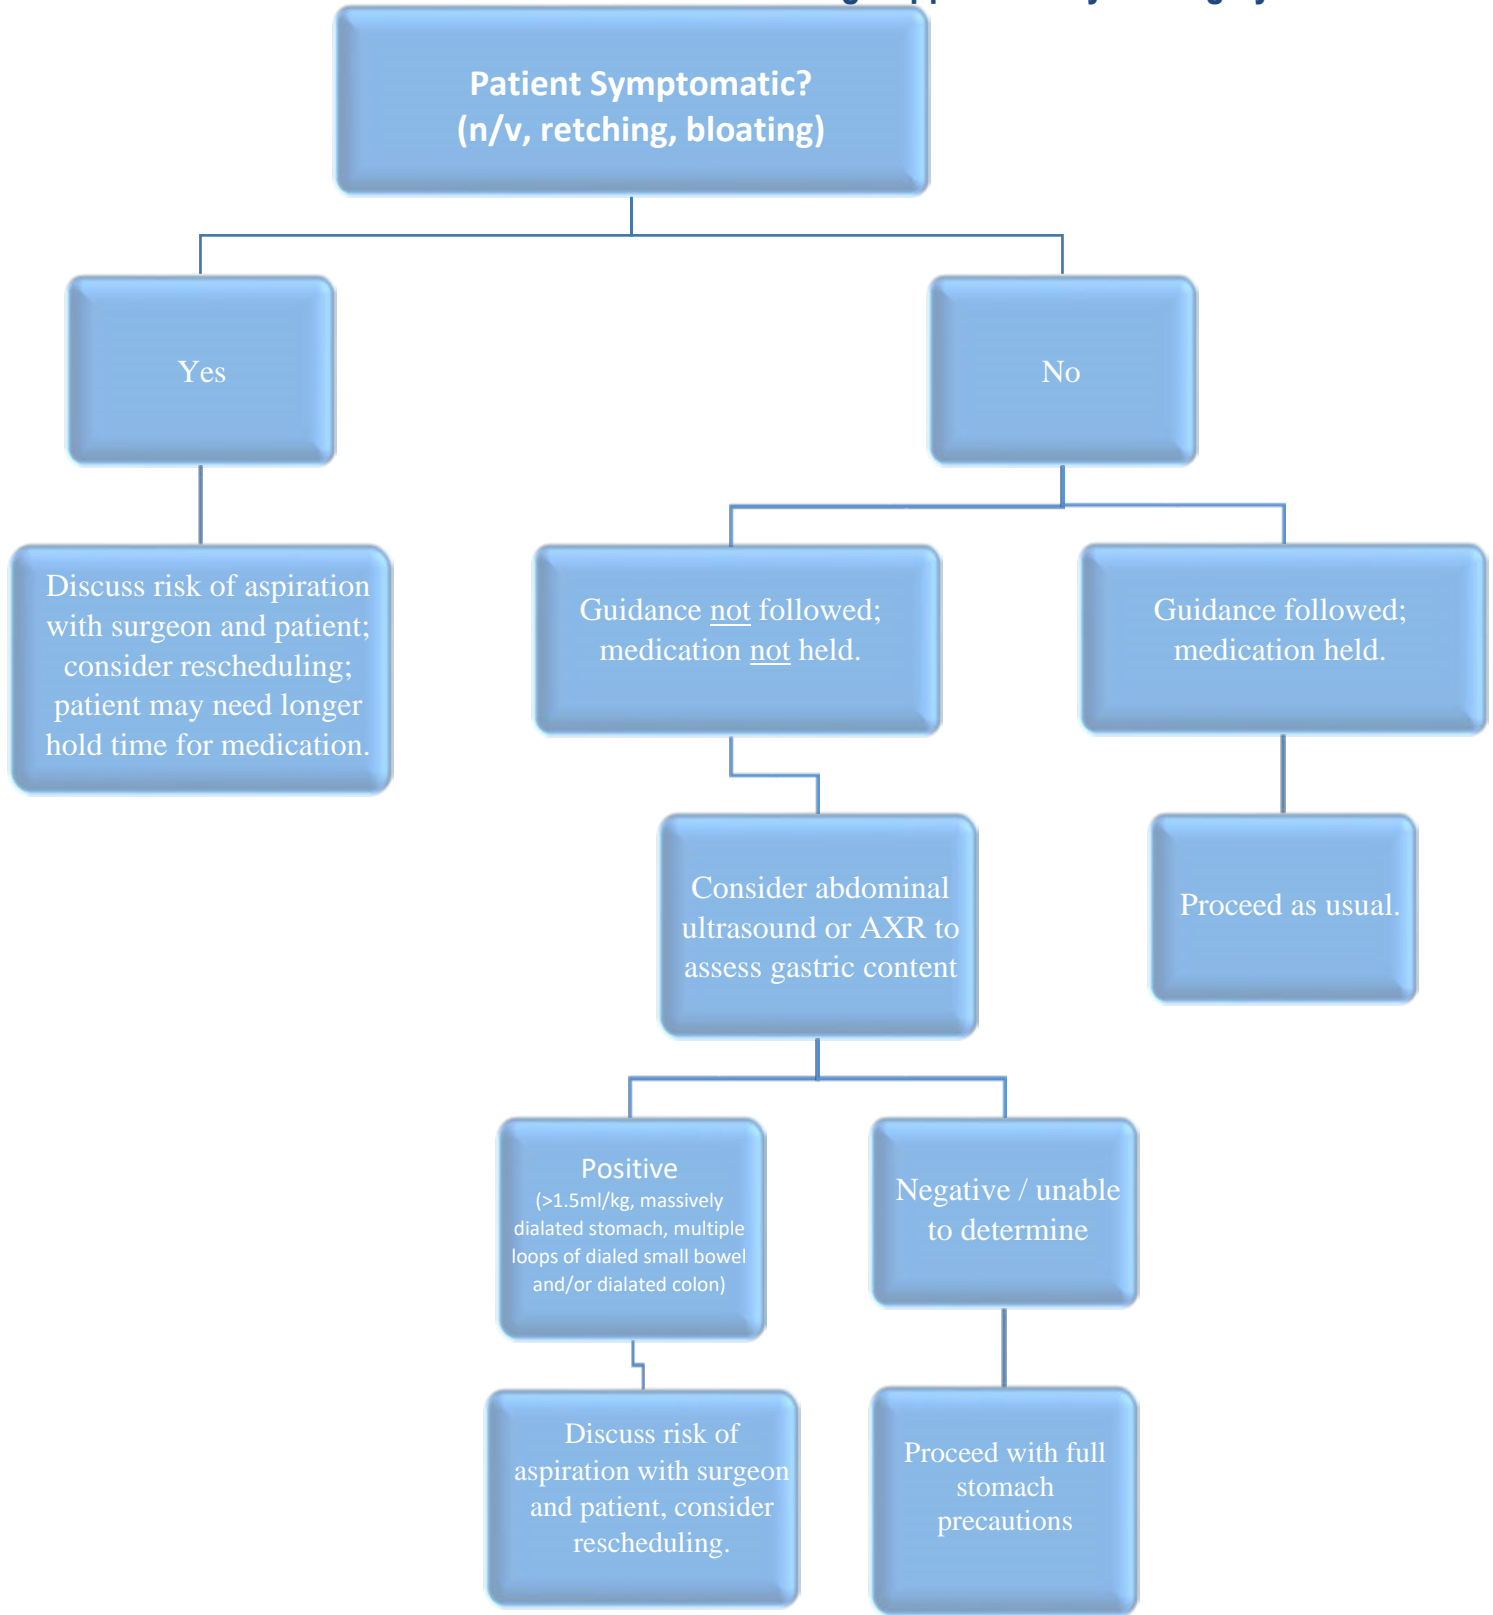 Patient Symptomatic?
(n/v, retching, bloating)
Yes
No
Discuss risk of aspiration
with surgeon and patient;
consider rescheduling;
patient may need longer
hold time for medication.
Guidance not followed;
medication not held.
Guidance followed;
medication held.
Consider abdominal
ultrasound or AXR to
assess gastric content
Proceed as usual.
Positive
(>1.5ml/kg, massively
dialated stomach, multiple
loops of dialed small bowel
and/or dialated colon)
Negative / unable
to determine
Discuss risk of
aspiration with surgeon
and patient, consider
rescheduling.
Proceed with full
stomach
precautions